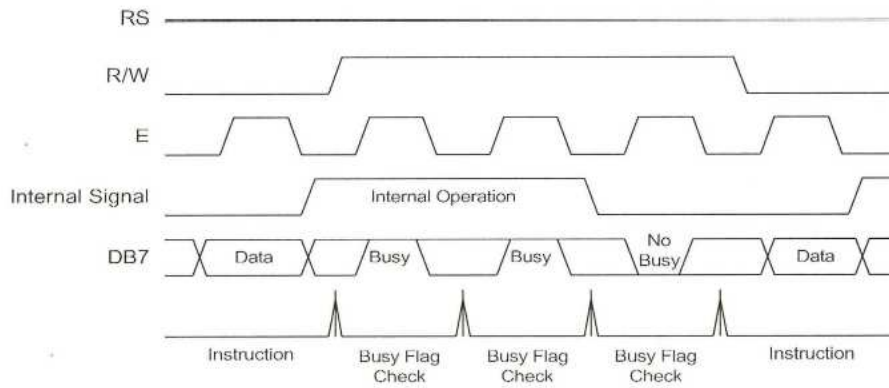 RS
R/W
E
Internal Signal
Internal Operation
DB7
Data
Busy
Busy
No
Busy
Data
Instruction
Busy Flag
Check
Busy Flag
Check
Busy Flag
Check
Instruction